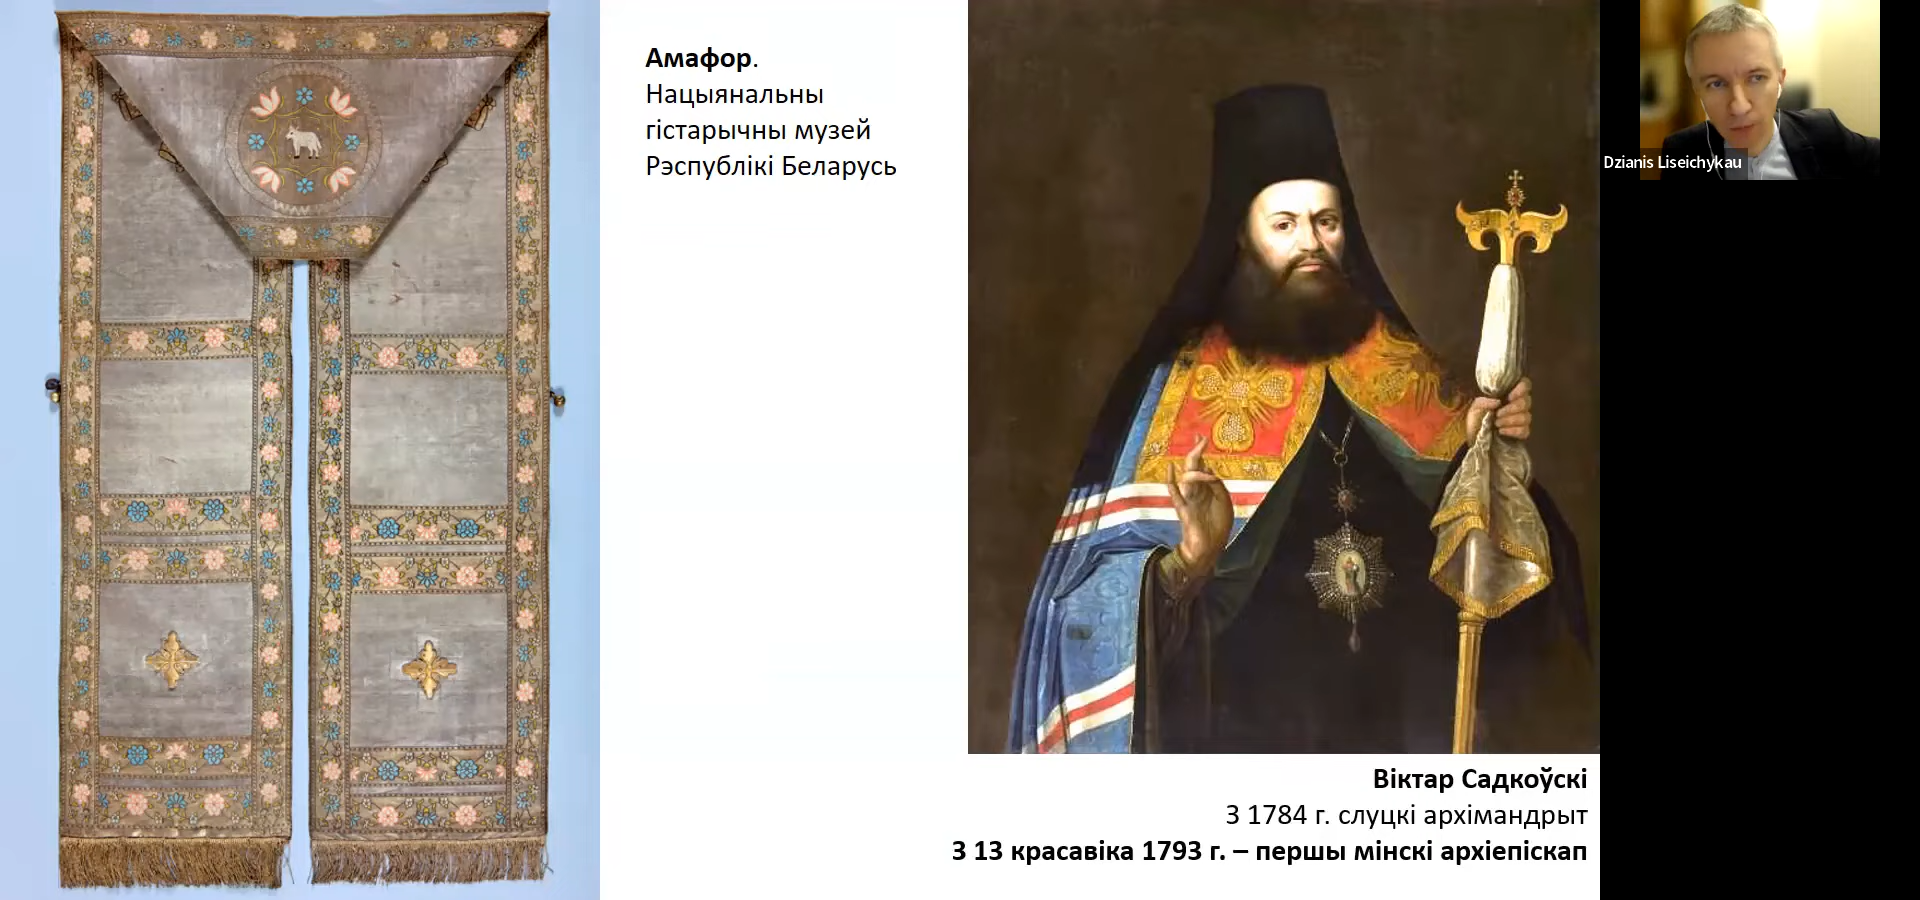 Амафор.
Нацыянальны
гістарычны музей
Рэспублікі Беларусь
Dzianis Liseichykau
Віктар Садкоўскі
З 1784 г. слуцкі архімандрыт
З 13 красавіка 1793 г. – першы мінскі архіепіскап